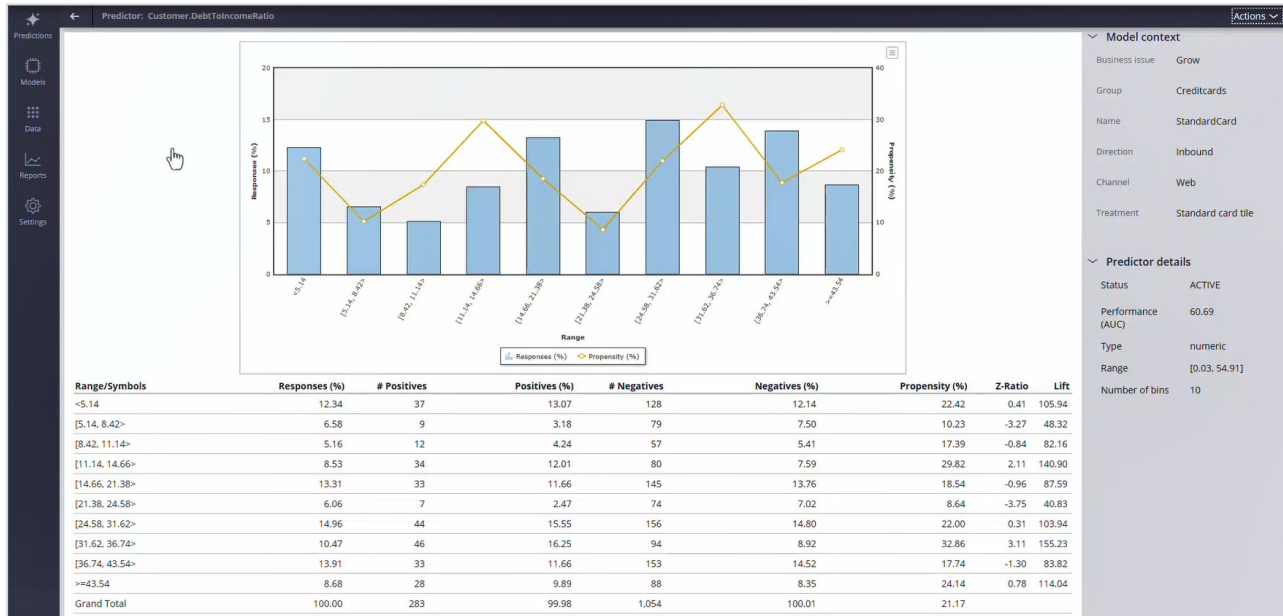 Predictor: Customer.DebtToIncomeRatio
Actions
Predictions
Models
Data
Reports
Settings
20
15
10
5
0
Responses (%)
40
30
20
10
0
Propensity (%)
<5.14
[5.14, 8.42>
[8.42, 11.14>
[11.14, 14.66>
[14.66, 21.38>
[21.38, 24.58>
[24.58, 31.62>
[31.62, 36.74>
[36.74, 43.54>
>=43.54
Range
Responses (%) Propensity (%)
Range/Symbols Responses (%) # Positives Positives (%) # Negatives Negatives (%) Propensity (%) Z-Ratio Lift
<5.14 12.34 37 13.07 128 12.14 22.42 0.41 105.94
[5.14, 8.42> 6.58 9 3.18 79 7.50 10.23 -3.27 48.32
[8.42, 11.14> 5.16 12 4.24 57 5.41 17.39 -0.84 82.16
[11.14, 14.66> 8.53 34 12.01 80 7.59 29.82 2.11 140.90
[14.66, 21.38> 13.31 33 11.66 145 13.76 18.54 -0.96 87.59
[21.38, 24.58> 6.06 7 2.47 74 7.02 8.64 -3.75 40.83
[24.58, 31.62> 14.96 44 15.55 156 14.80 22.00 0.31 103.94
[31.62, 36.74> 10.47 46 16.25 94 8.92 32.86 3.11 155.23
[36.74, 43.54> 13.91 33 11.66 153 14.52 17.74 -1.30 83.82
>=43.54 8.68 28 9.89 88 8.35 24.14 0.78 114.04
Grand Total 100.00 283 99.98 1,054 100.01 21.17
Model context
Business issue Grow
Group Creditcards
Name StandardCard
Direction Inbound
Channel Web
Treatment Standard card tile
Predictor details
Status ACTIVE
Performance 60.69
(AUC)
Type numeric
Range [0.03, 54.91]
Number of bins 10